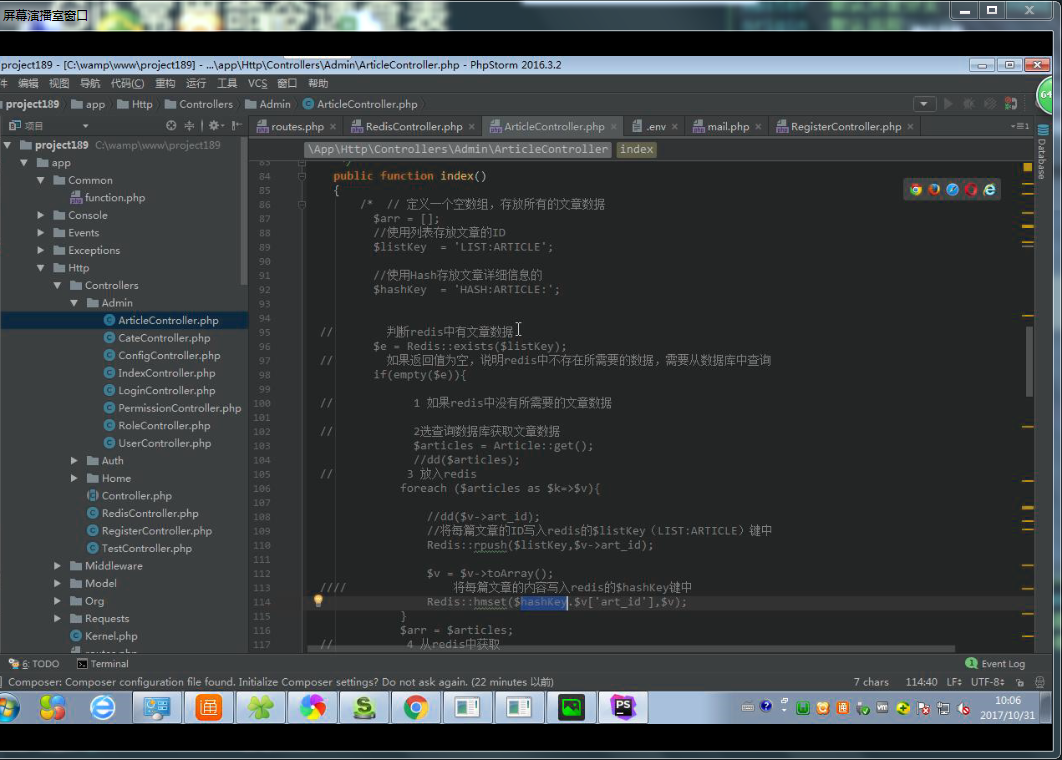 屏幕演播室窗口
project189 - [C:\wamp\www\project189] - ...\app\Http\Controllers\Admin\ArticleController.php - PhpStorm 2016.3.2
件 编辑 视图 导航 代码(C) 重构 运行 工具 VCS 窗口 帮助
project189 app Http Controllers Admin ArticleController.php
项目
routes.php RedisController.php ArticleController.php .env mail.php RegisterController.php
\App\Http\Controllers\Admin\ArticleController index
Database
project189 C:\wamp\www\project189
app
Common
function.php
Console
Events
Exceptions
Http
Controllers
Admin
ArticleController.php
CateController.php
ConfigController.php
IndexController.php
LoginController.php
PermissionController.php
RoleController.php
UserController.php
Auth
Home
Controller.php
RedisController.php
RegisterController.php
TestController.php
Middleware
Model
Org
Requests
Kernel.php
routes.php
83 */
84 public function index()
85 {
86 /* // 定义一个空数组，存放所有的文章数据
87 $arr = [];
88 //使用列表存放文章的ID
89 $listKey = 'LIST:ARTICLE';
90
91 //使用Hash存放文章详细信息的
92 $hashKey = 'HASH:ARTICLE:';
93
94
95 // 判断redis中有文章数据
96 $e = Redis::exists($listKey);
97 // 如果返回值为空，说明redis中不存在所需要的数据，需要从数据库中查询
98 if(empty($e)){
99
100 // 1 如果redis中没有所需要的文章数据
101
102 // 2选查询数据库获取文章数据
103 $articles = Article::get();
104 //dd($articles);
105 // 3 放入redis
106 foreach ($articles as $k=>$v){
107
108 //dd($v->art_id);
109 //将每篇文章的ID写入redis的$listKey（LIST:ARTICLE）键中
110 Redis::rpush($listKey,$v->art_id);
111
112 $v = $v->toArray();
113 //// 将每篇文章的内容写入redis的$hashKey键中
114 Redis::hmset($hashKey.$v['art_id'],$v);
115 }
116 $arr = $articles;
117 // 4 从redis中获取
6: TODO Terminal Event Log
Composer: Composer configuration file found. Initialize Composer settings? Do not ask again. (22 minutes 以前) 7 chars 114:40 LF UTF-8
PS
10:06
2017/10/31